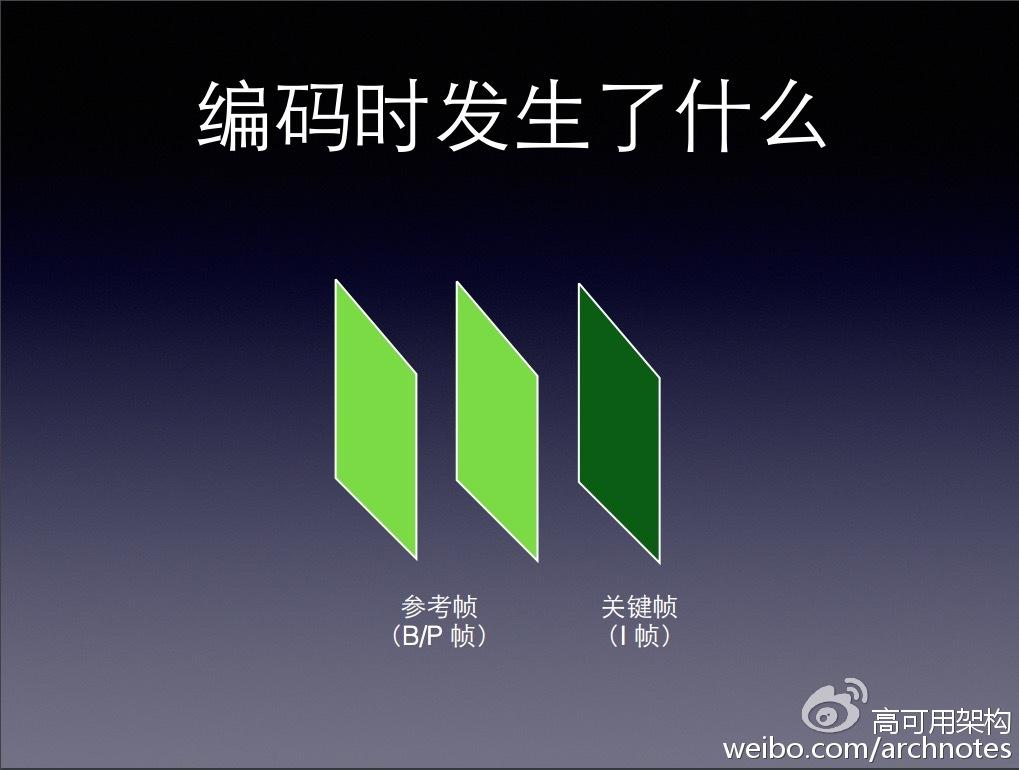 编码时发生了什么
参考帧
（B/P 帧）
关键帧
（I 帧）
高可用架构
weibo.com/archnotes